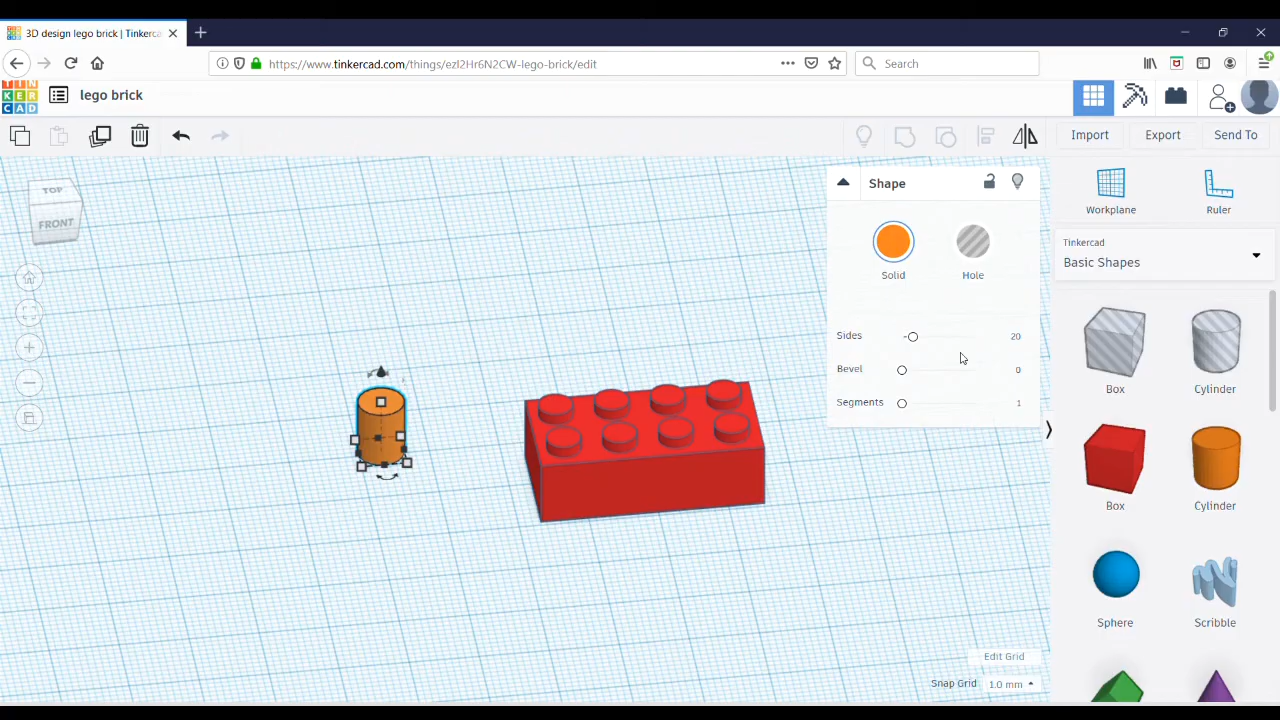 3D design lego brick | Tinkerca
https://www.tinkercad.com/things/ezl2Hr6N2CW-lego-brick/edit
Search
TIN
KER
CAD
lego brick
Import
Export
Send To
TOP
FRONT
Shape
Solid
Hole
Sides
20
Bevel
0
Segments
1
Workplane
Ruler
Tinkercad
Basic Shapes
Box
Cylinder
Box
Cylinder
Sphere
Scribble
Edit Grid
Snap Grid 1.0 mm